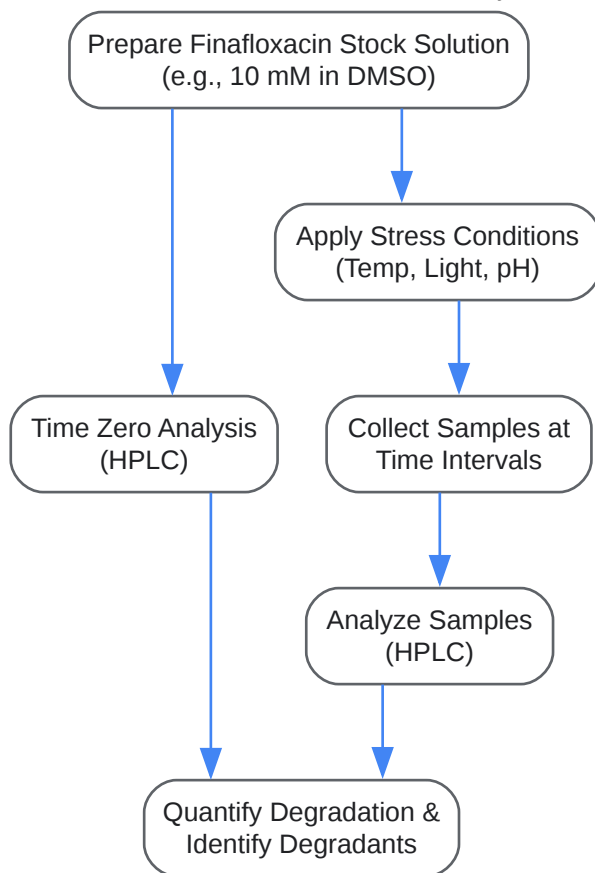 Prepare Finafloxacin Stock Solution
(e.g., 10 mM in DMSO)
Apply Stress Conditions
(Temp, Light, pH)
Time Zero Analysis
(HPLC)
Collect Samples at
Time Intervals
Analyze Samples
(HPLC)
Quantify Degradation &
Identify Degradants